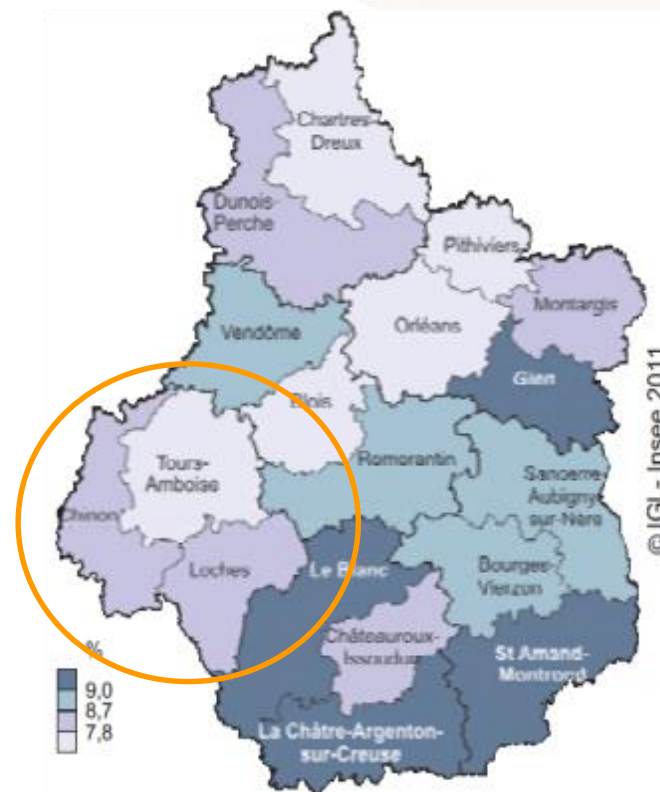 Chartres-
Dreux
Dunois-
Perche
Pithiviers
Montargis
Orléans
Vendôme
Gien
Blois
Romorantin
Tours-
Amboise
Sancerre-
Aubigny-
sur-Nère
Chinon
Loches
Le Blanc
Bourges-
Vierzon
Châteauroux-
Issoudun
St Amand-
Montrond
La Châtre-Argenton-
sur-Creuse
%
9,0
8,7
7,8
© IGI - Insee 2011